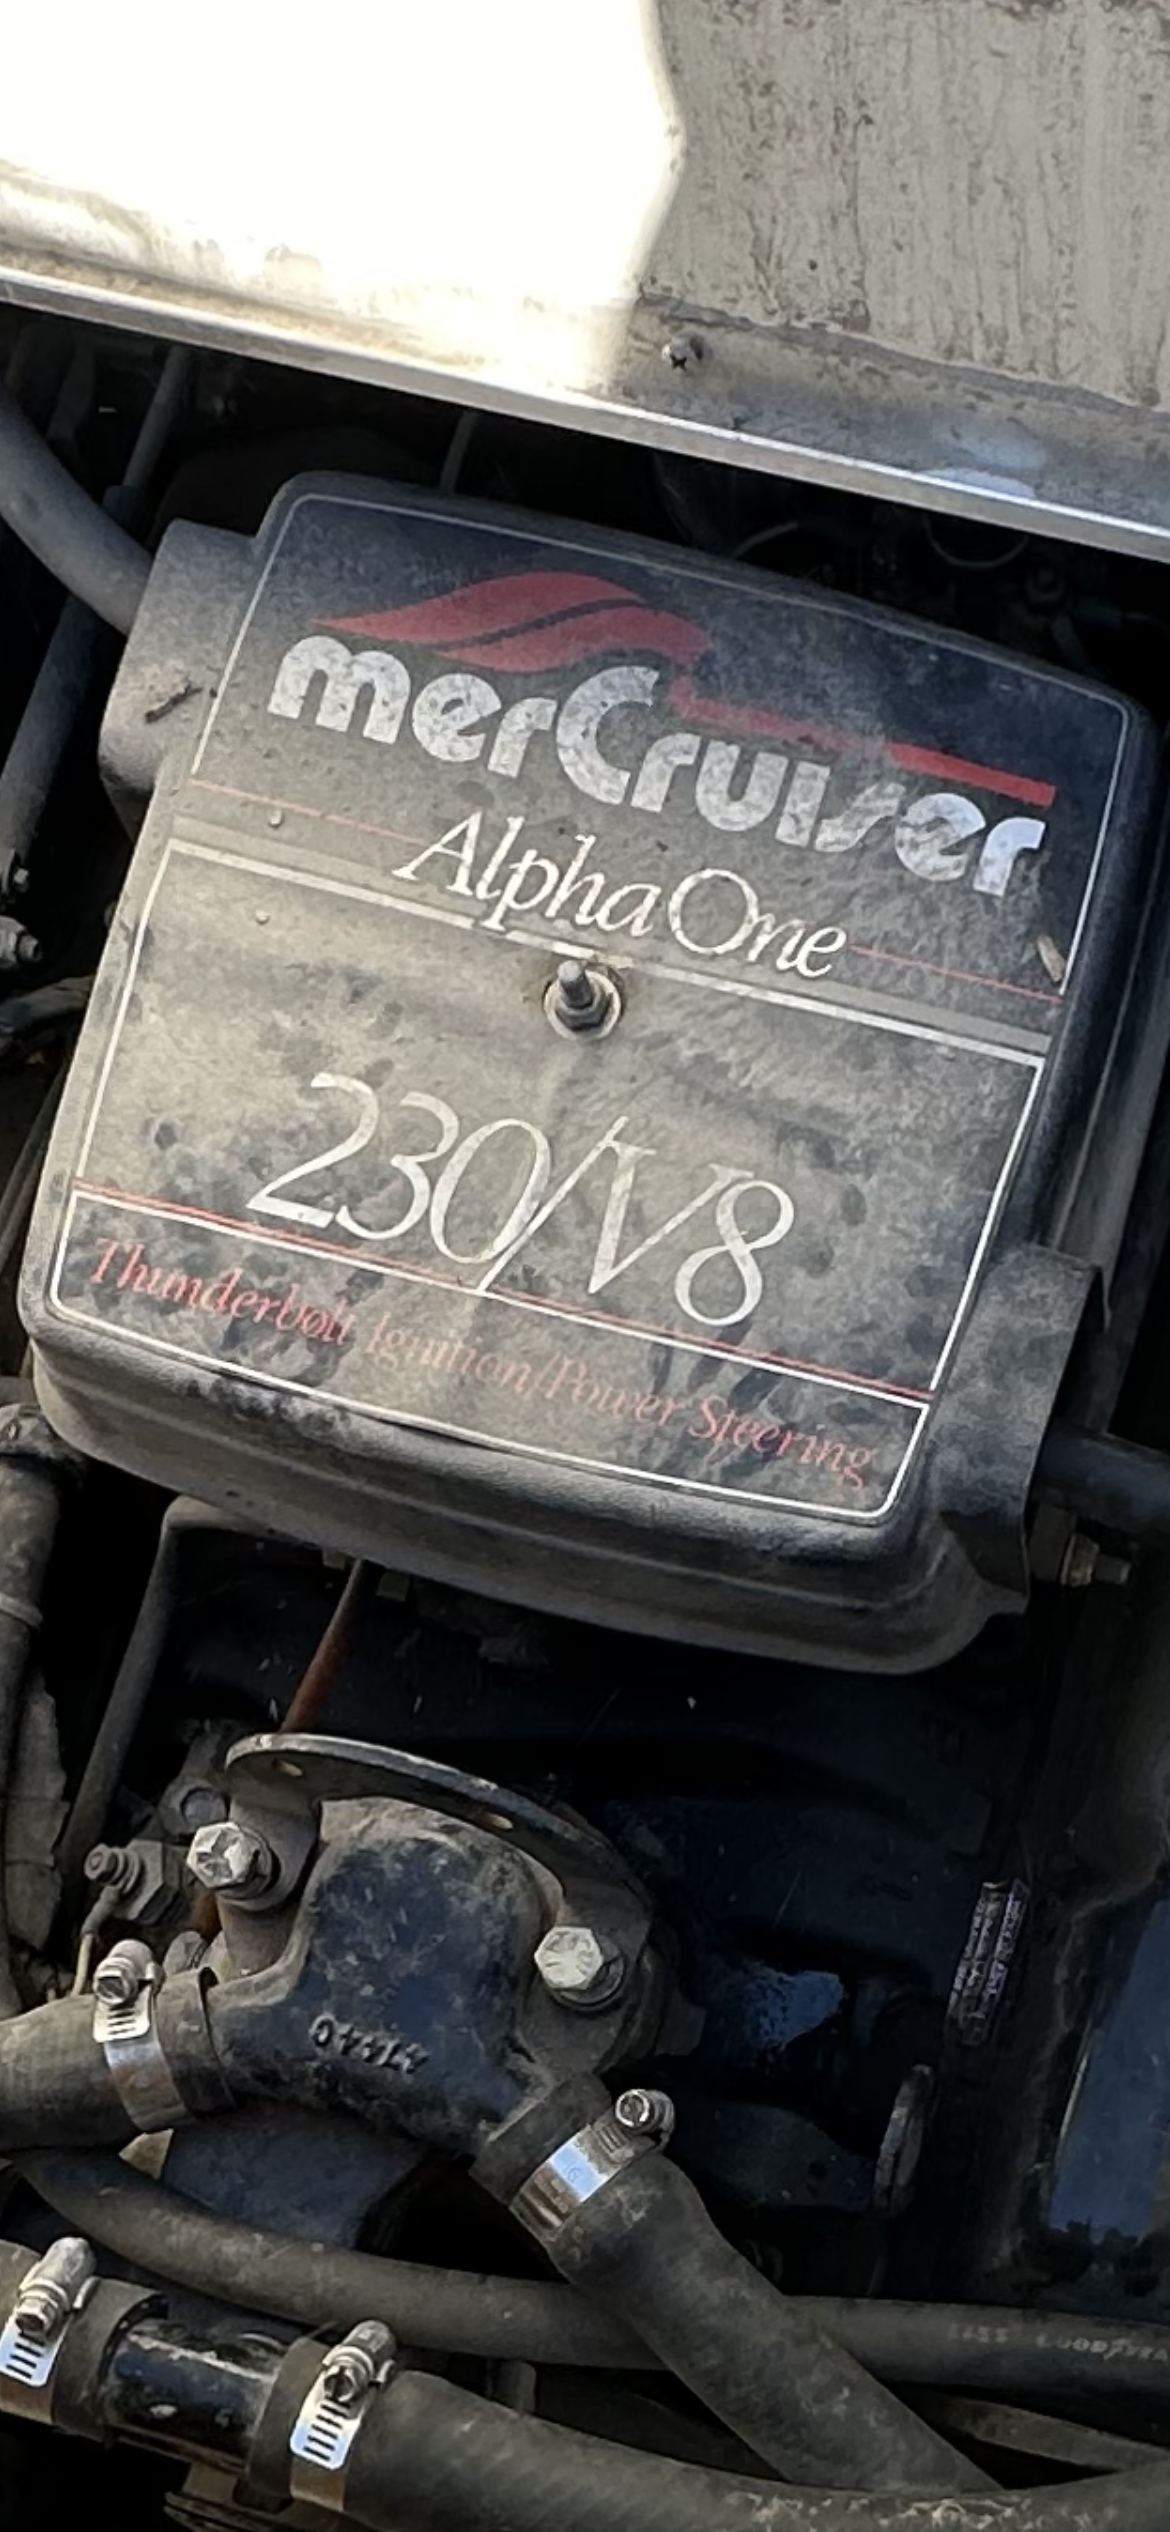 merCruiser
Alpha One
230/V8
Thunderbolt Ignition/Power Steering